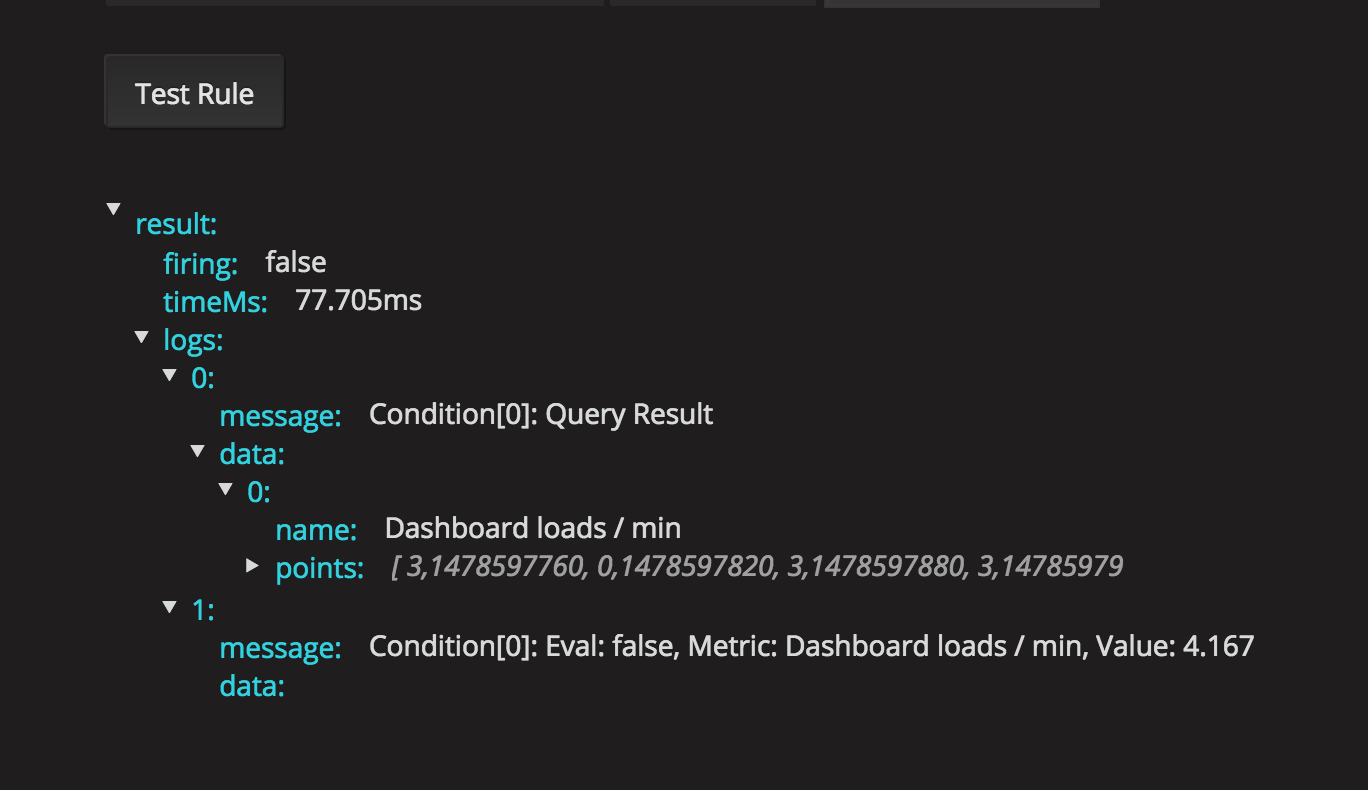 Test Rule
result:
firing: false
timeMs: 77.705ms
logs:
0:
message: Condition[0]: Query Result
data:
0:
name: Dashboard loads / min
points: [ 3,1478597760, 0,1478597820, 3,1478597880, 3,14785979
1:
message: Condition[0]: Eval: false, Metric: Dashboard loads / min, Value: 4.167
data: